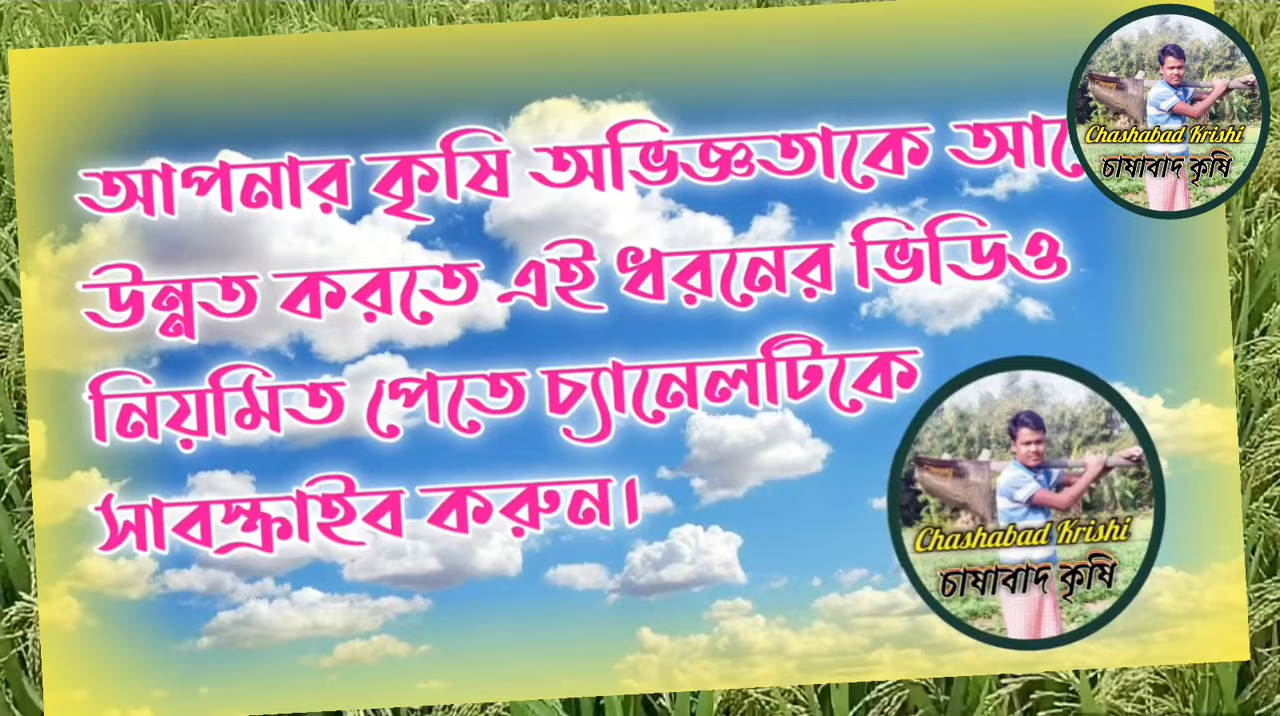 আপনার কৃষি অভিজ্ঞতাকে
উন্নত করতে এই ধরনের ভিডিও
নিয়মিত পেতে চ্যানেলটিকে
সাবস্ক্রাইব করুন।
Chashabad Krishi
চাষাবাদ কৃষি
Chashabad Krishi
চাষাবাদ কৃষি